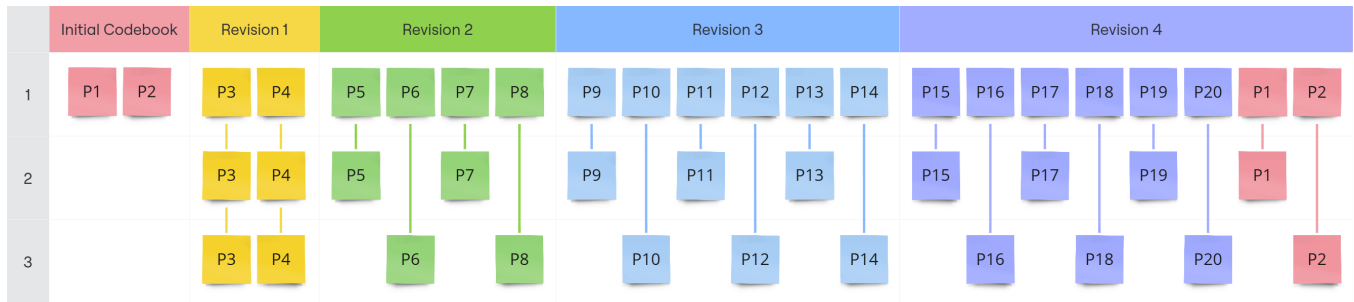 Initial Codebook Revision 1 Revision 2 Revision 3 Revision 4
1 P1 P2 P3 P4 P5 P6 P7 P8 P9 P10 P11 P12 P13 P14 P15 P16 P17 P18 P19 P20 P1 P2
2 P3 P4 P5 P7 P9 P11 P13 P15 P17 P19 P1
3 P3 P4 P6 P8 P10 P12 P14 P16 P18 P20 P2